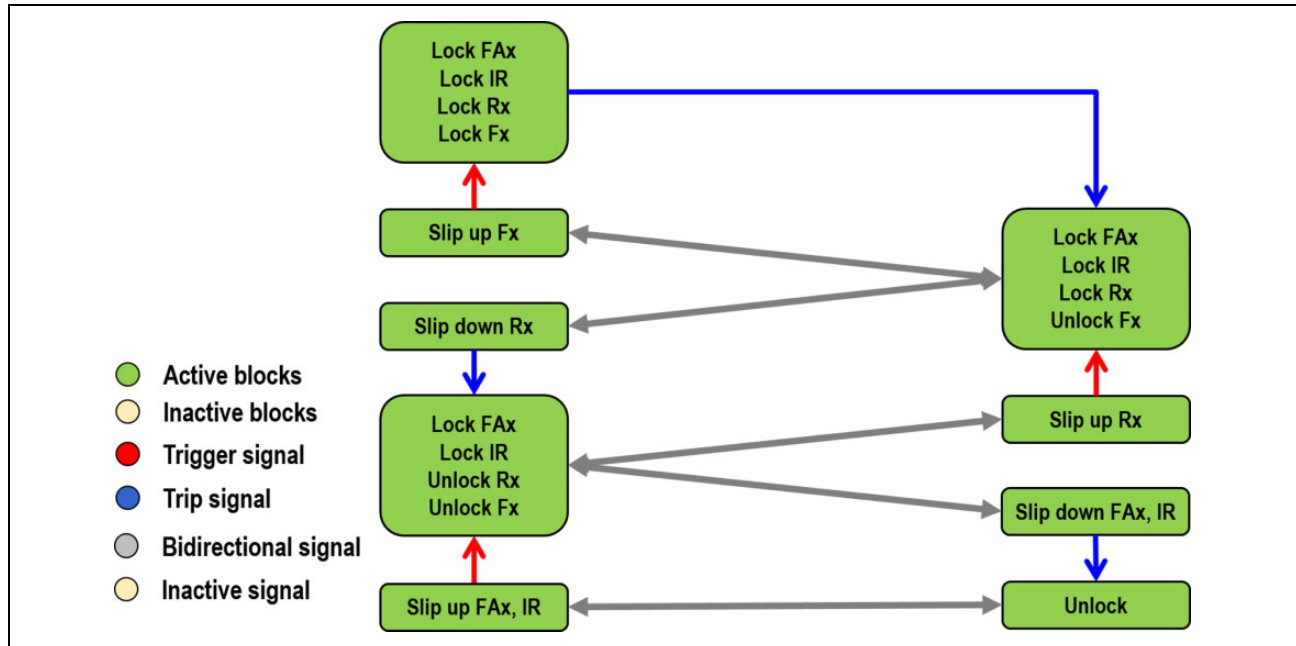 Lock FAx
Lock IR
Lock Rx
Lock Fx
Slip up Fx
Slip down Rx
Lock FAx
Lock IR
Unlock Rx
Unlock Fx
Slip up FAx, IR
Lock FAx
Lock IR
Lock Rx
Unlock Fx
Slip up Rx
Slip down FAx, IR
Unlock
Active blocks
Inactive blocks
Trigger signal
Trip signal
Bidirectional signal
Inactive signal